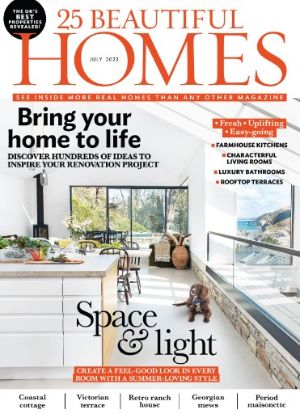 THE UK'S
BEST
PROPERTIES
REVEALED!
25 BEAUTIFUL
HOMES
JULY 2023
SEE INSIDE MORE REAL HOMES THAN ANY OTHER MAGAZINE
Bring your
home to life
DISCOVER HUNDREDS OF IDEAS TO
INSPIRE YOUR RENOVATION PROJECT
• Fresh • Uplifting
• Easy-going
■ FARMHOUSE KITCHENS
■ CHARACTERFUL
LIVING ROOMS
■ LUXURY BATHROOMS
■ ROOFTOP TERRACES
Space
& light
CREATE A FEEL-GOOD LOOK IN EVERY
ROOM WITH A SUMMER-LOVING STYLE
Coastal
cottage
Victorian
terrace
Retro ranch
house
Georgian
mews
Period
maisonette